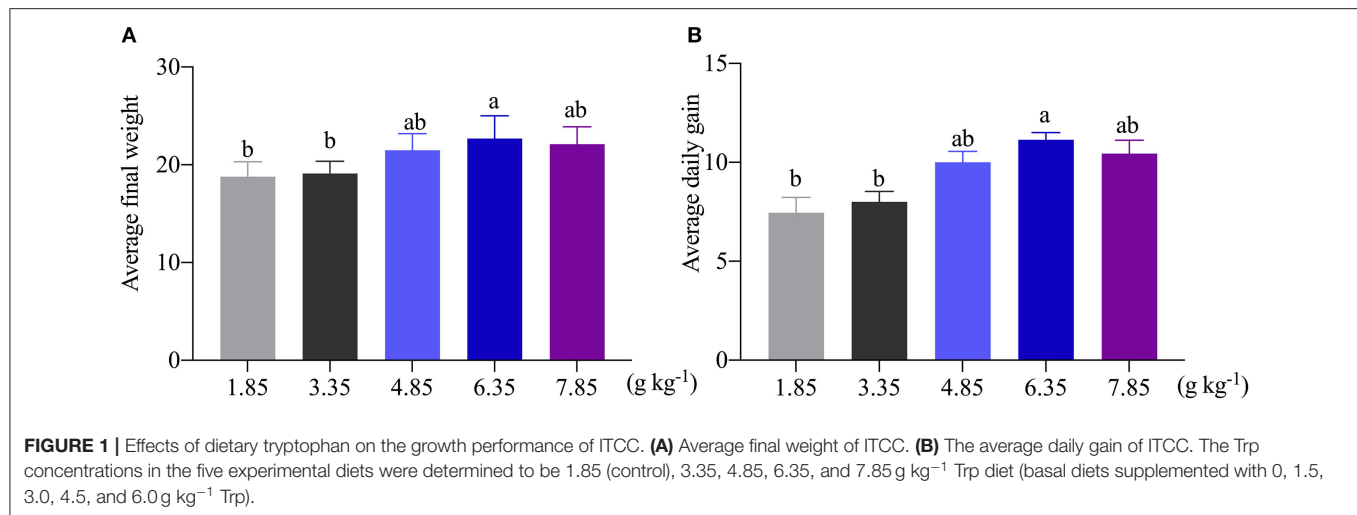 A
Average final weight
30
20
10
0
b
b
ab
a
ab
1.85
3.35
4.85
6.35
7.85
(g kg⁻¹)
B
Average daily gain
15
10
5
0
b
b
ab
a
ab
1.85
3.35
4.85
6.35
7.85
(g kg⁻¹)
FIGURE 1 | Effects of dietary tryptophan on the growth performance of ITCC. (A) Average final weight of ITCC. (B) The average daily gain of ITCC. The Trp
concentrations in the five experimental diets were determined to be 1.85 (control), 3.35, 4.85, 6.35, and 7.85 g kg⁻¹ Trp diet (basal diets supplemented with 0, 1.5,
3.0, 4.5, and 6.0 g kg⁻¹ Trp).